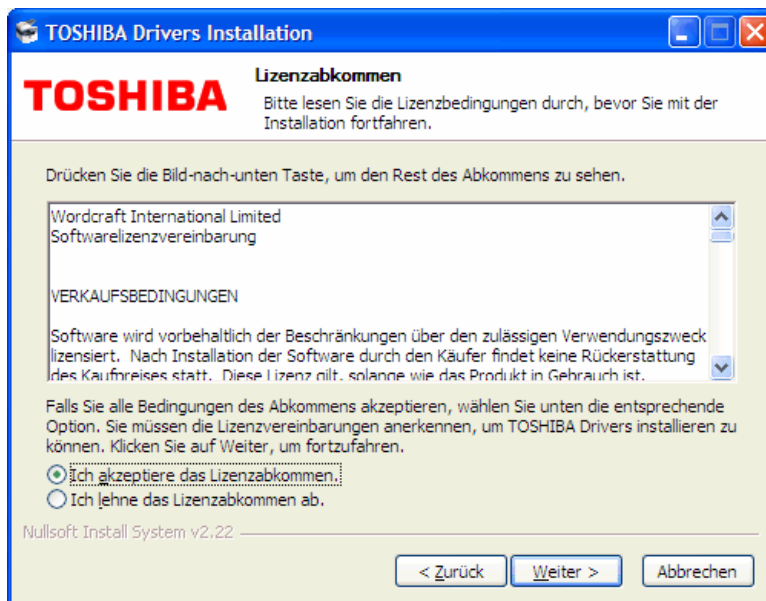 TOSHIBA Drivers Installation
TOSHIBA
Lizenzabkommen
Bitte lesen Sie die Lizenzbedingungen durch, bevor Sie mit der
Installation fortfahren.
Drücken Sie die Bild-nach-unten Taste, um den Rest des Abkommens zu sehen.
Wordcraft International Limited
Softwarelizenzvereinbarung
VERKAUFSBEDINGUNGEN
Software wird vorbehaltlich der Beschränkungen über den zulässigen Verwendungszweck
lizensiert. Nach Installation der Software durch den Käufer findet keine Rückerstattung
des Kaufpreises statt. Diese Lizenz gilt, solange wie das Produkt in Gebrauch ist.
Falls Sie alle Bedingungen des Abkommens akzeptieren, wählen Sie unten die entsprechende
Option. Sie müssen die Lizenzvereinbarungen anerkennen, um TOSHIBA Drivers installieren zu
können. Klicken Sie auf Weiter, um fortzufahren.
Ich akzeptiere das Lizenzabkommen.
Ich lehne das Lizenzabkommen ab.
Nullsoft Install System v2.22
< Zurück
Weiter >
Abbrechen